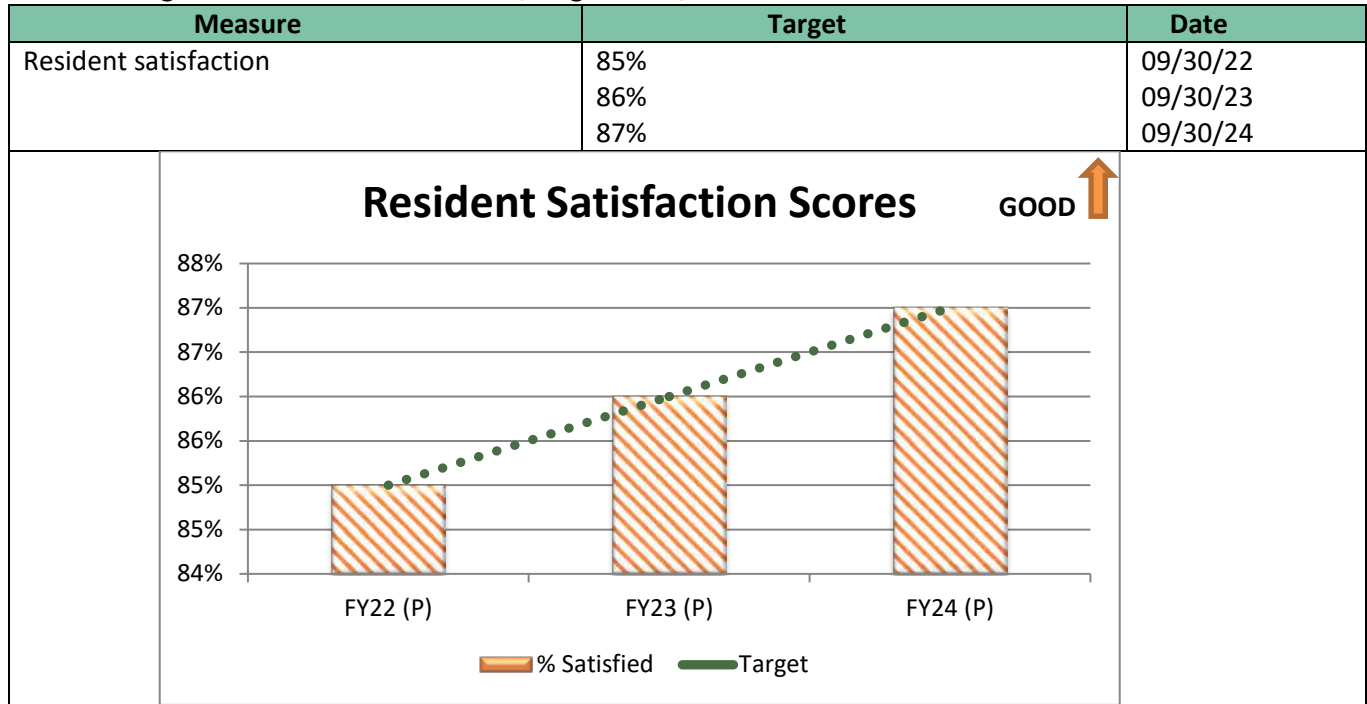 Measure Target Date
Resident satisfaction 85% 09/30/22
86% 09/30/23
87% 09/30/24
Resident Satisfaction Scores GOOD
88%
87%
87%
86%
86%
85%
85%
84%
FY22 (P) FY23 (P) FY24 (P)
% Satisfied Target